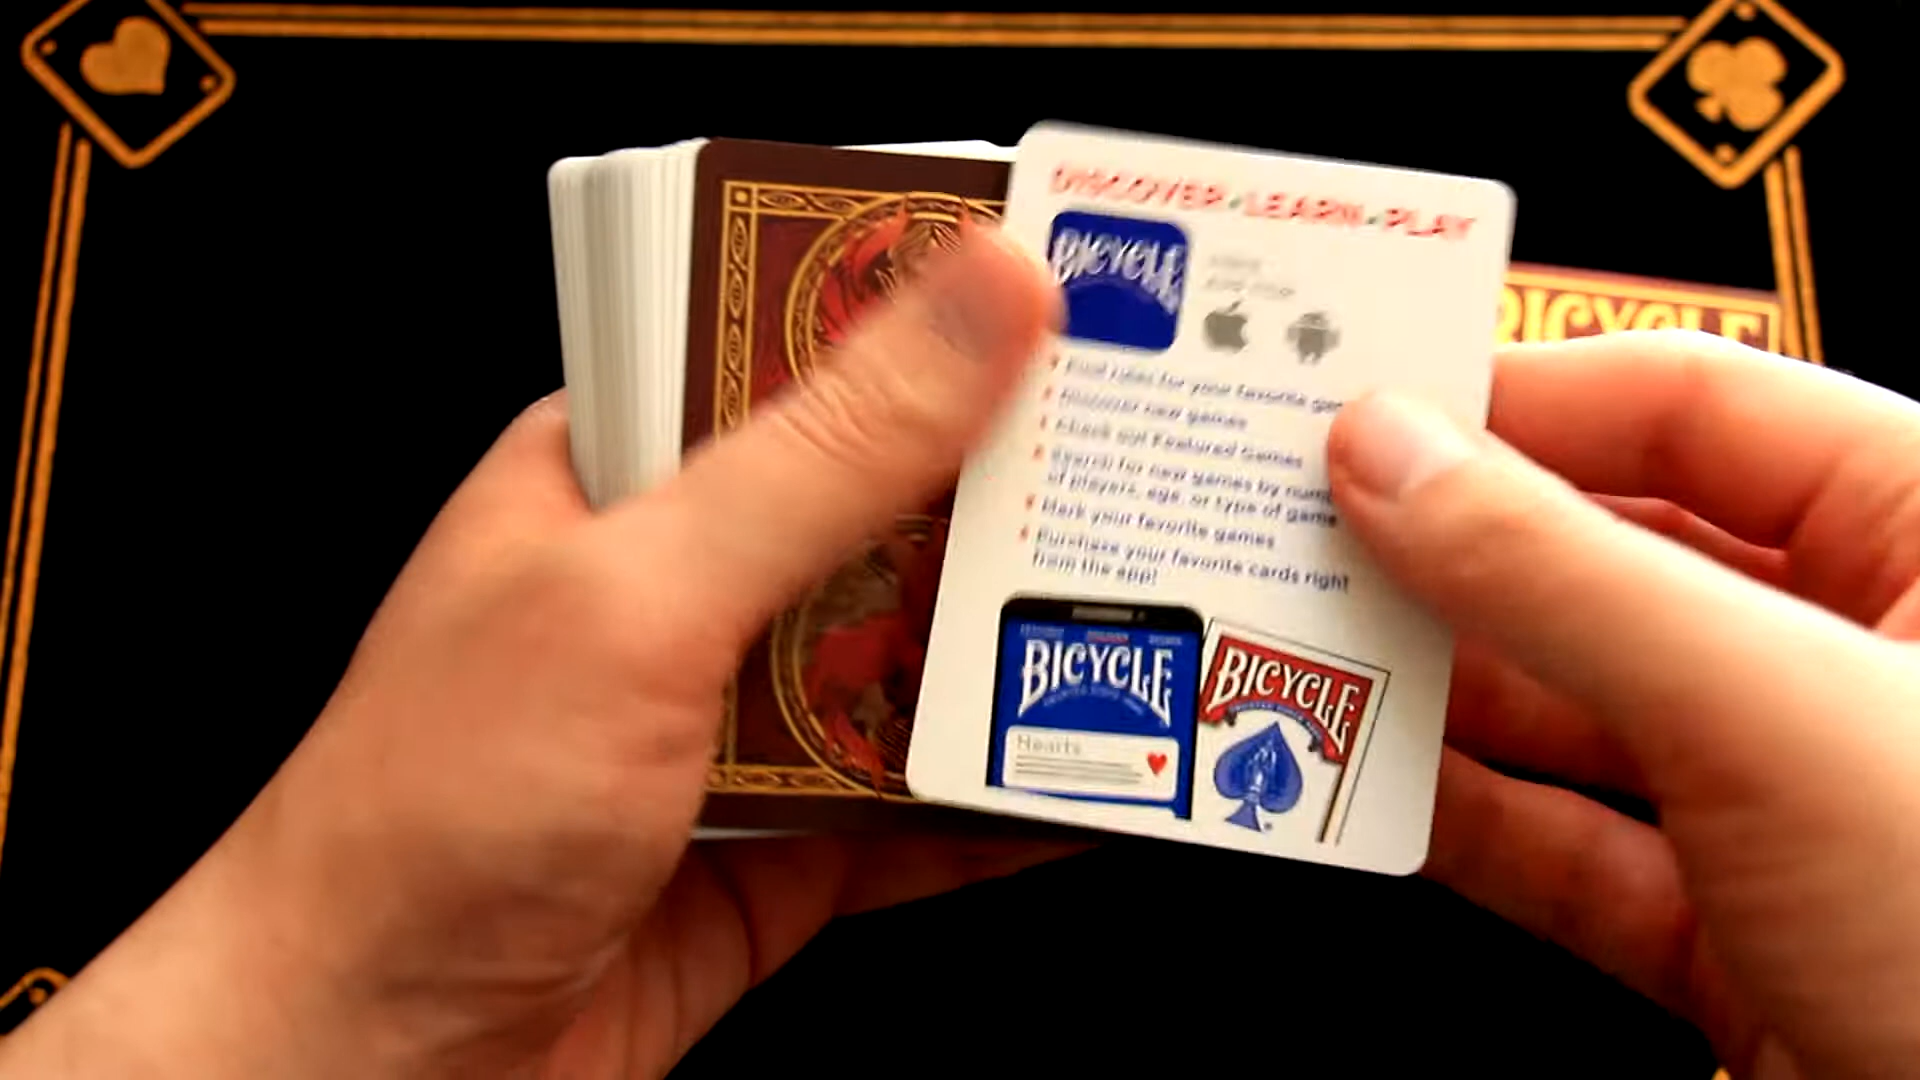 DISCOVER • LEARN • PLAY
BICYCLE
BICYCLE
Find rules for your favorite
Discover new games
Check out Featured Games
Search for new games by
of players, age, or type of game
Mark your favorite games
Purchase your favorite cards right
from the app!
BICYCLE
BICYCLE
Hearts